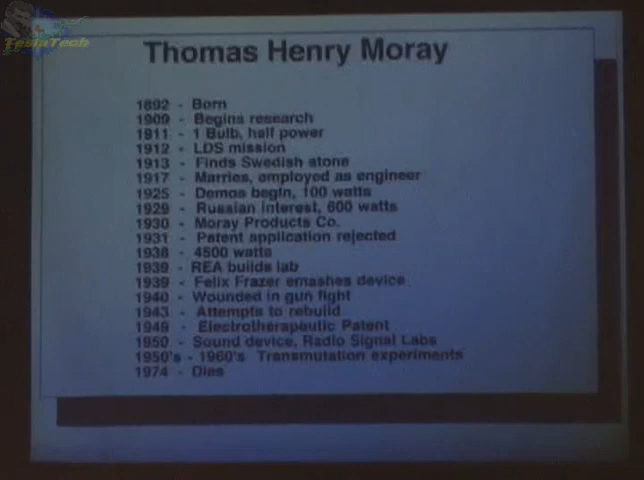 TeslaTech
Thomas Henry Moray
1892 - Born
1909 - Begins research
1911 - 1 Bulb, half power
1912 - LDS mission
1913 - Finds Swedish stone
1917 - Marries, employed as engineer
1925 - Demos begin, 100 watts
1929 - Russian interest, 600 watts
1930 - Moray Products Co.
1931 - Patent application rejected
1938 - 4500 watts
1939 - REA builds lab
1939 - Felix Frazer smashes device
1940 - Wounded in gun fight
1943 - Attempts to rebuild
1949 - Electrotherapeutic Patent
1950 - Sound device, Radio Signal Labs
1950's - 1960's Transmutation experiments
1974 - Dies